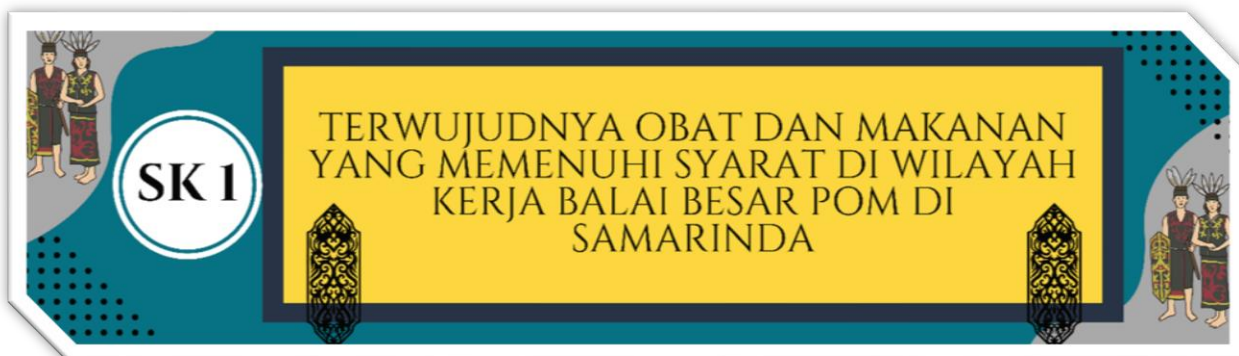 SK 1
TERWUJUDNYA OBAT DAN MAKANAN
YANG MEMENUHI SYARAT DI WILAYAH
KERJA BALAI BESAR POM DI
SAMARINDA